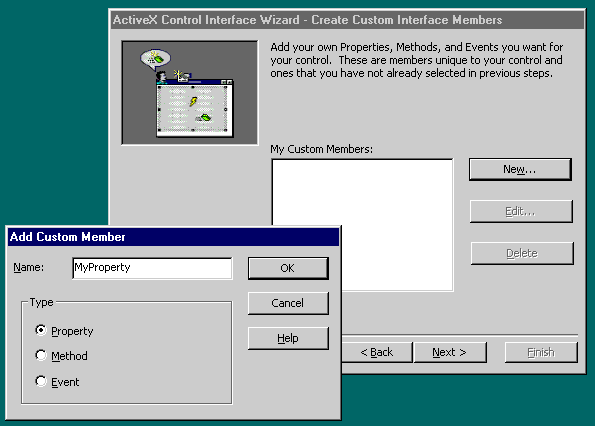 ActiveX Control Interface Wizard - Create Custom Interface Members
Add your own Properties, Methods, and Events you want for
your control. These are members unique to your control and
ones that you have not already selected in previous steps.
My Custom Members:
New...
Edit...
Delete
< Back
Next >
Finish
Add Custom Member
Name:
MyProperty
OK
Cancel
Help
Type
Property
Method
Event